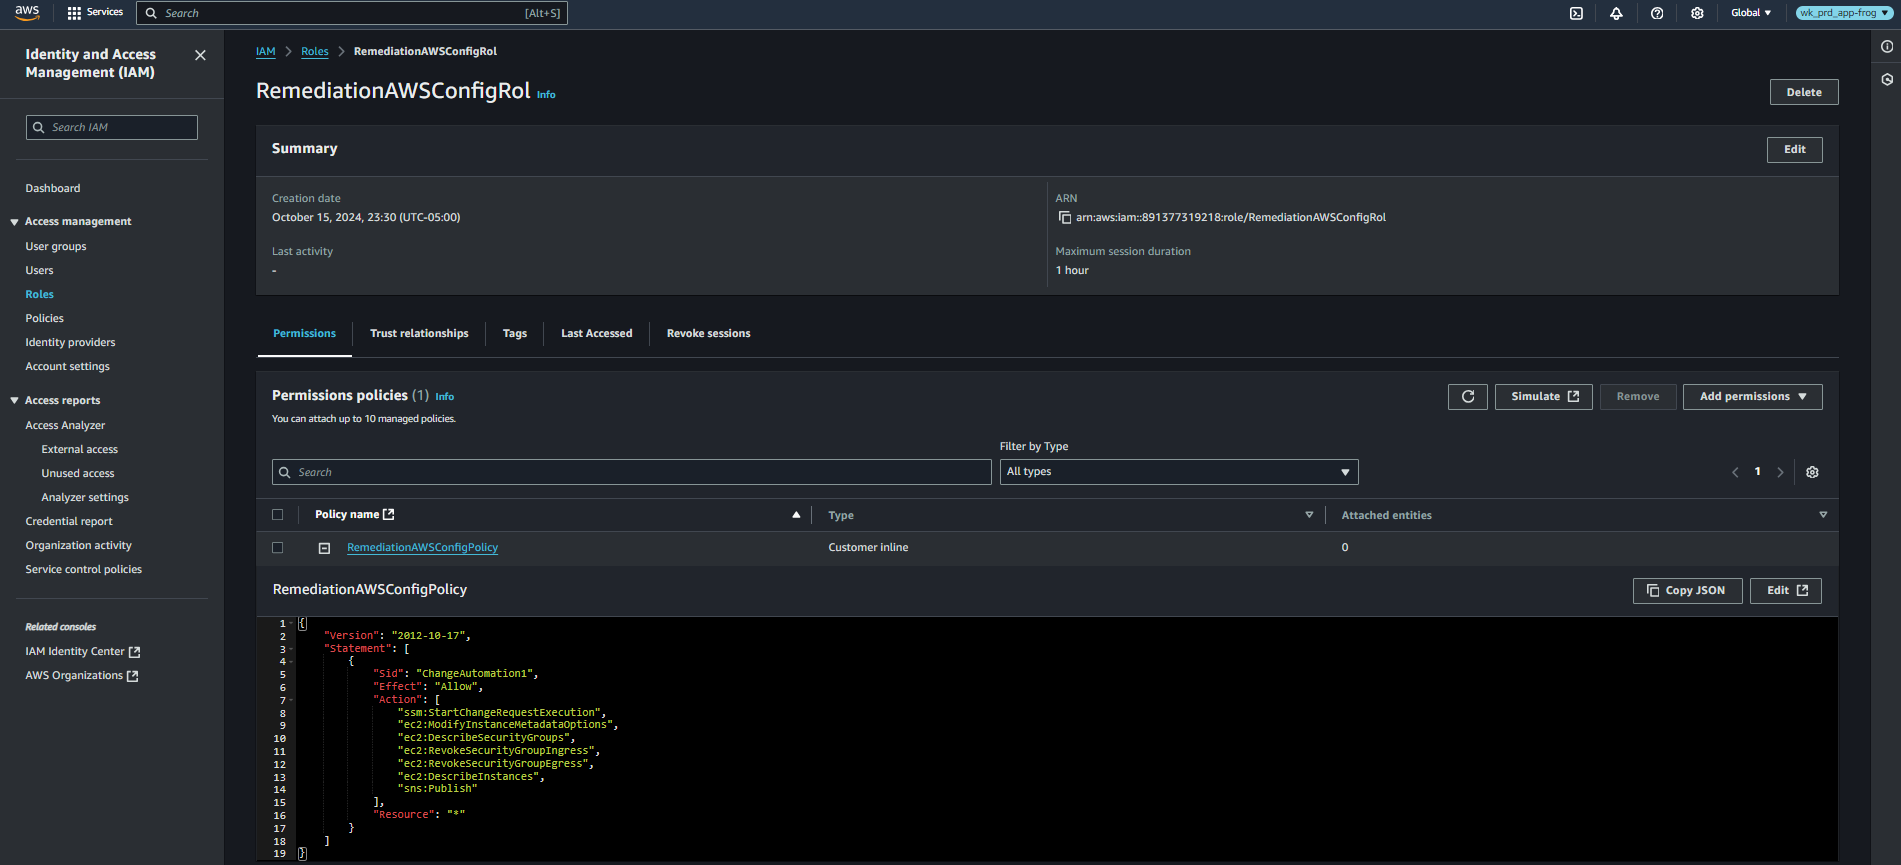 aws
Services
Search
[Alt+S]
Global
wk_prd_app-frog
Identity and Access
Management (IAM)
Search IAM
Dashboard
Access management
User groups
Users
Roles
Policies
Identity providers
Account settings
Access reports
Access Analyzer
External access
Unused access
Analyzer settings
Credential report
Organization activity
Service control policies
Related consoles
IAM Identity Center
AWS Organizations
IAM > Roles > RemediationAWSConfigRol
RemediationAWSConfigRol Info
Delete
Summary
Edit
Creation date
October 15, 2024, 23:30 (UTC-05:00)
ARN
arn:aws:iam::891377319218:role/RemediationAWSConfigRol
Last activity
-
Maximum session duration
1 hour
Permissions
Trust relationships
Tags
Last Accessed
Revoke sessions
Permissions policies (1) Info
You can attach up to 10 managed policies.
Simulate
Remove
Add permissions
Filter by Type
Search
All types
1
Policy name
Type
Attached entities
RemediationAWSConfigPolicy
Customer inline
0
RemediationAWSConfigPolicy
Copy JSON
Edit
1 {
2 "Version": "2012-10-17",
3 "Statement": [
4 {
5 "Sid": "ChangeAutomation1",
6 "Effect": "Allow",
7 "Action": [
8 "ssm:StartChangeRequestExecution",
9 "ec2:ModifyInstanceMetadataOptions",
10 "ec2:DescribeSecurityGroups",
11 "ec2:RevokeSecurityGroupIngress",
12 "ec2:RevokeSecurityGroupEgress",
13 "ec2:DescribeInstances",
14 "sns:Publish"
15 ],
16 "Resource": "*"
17 }
18 ]
19 }